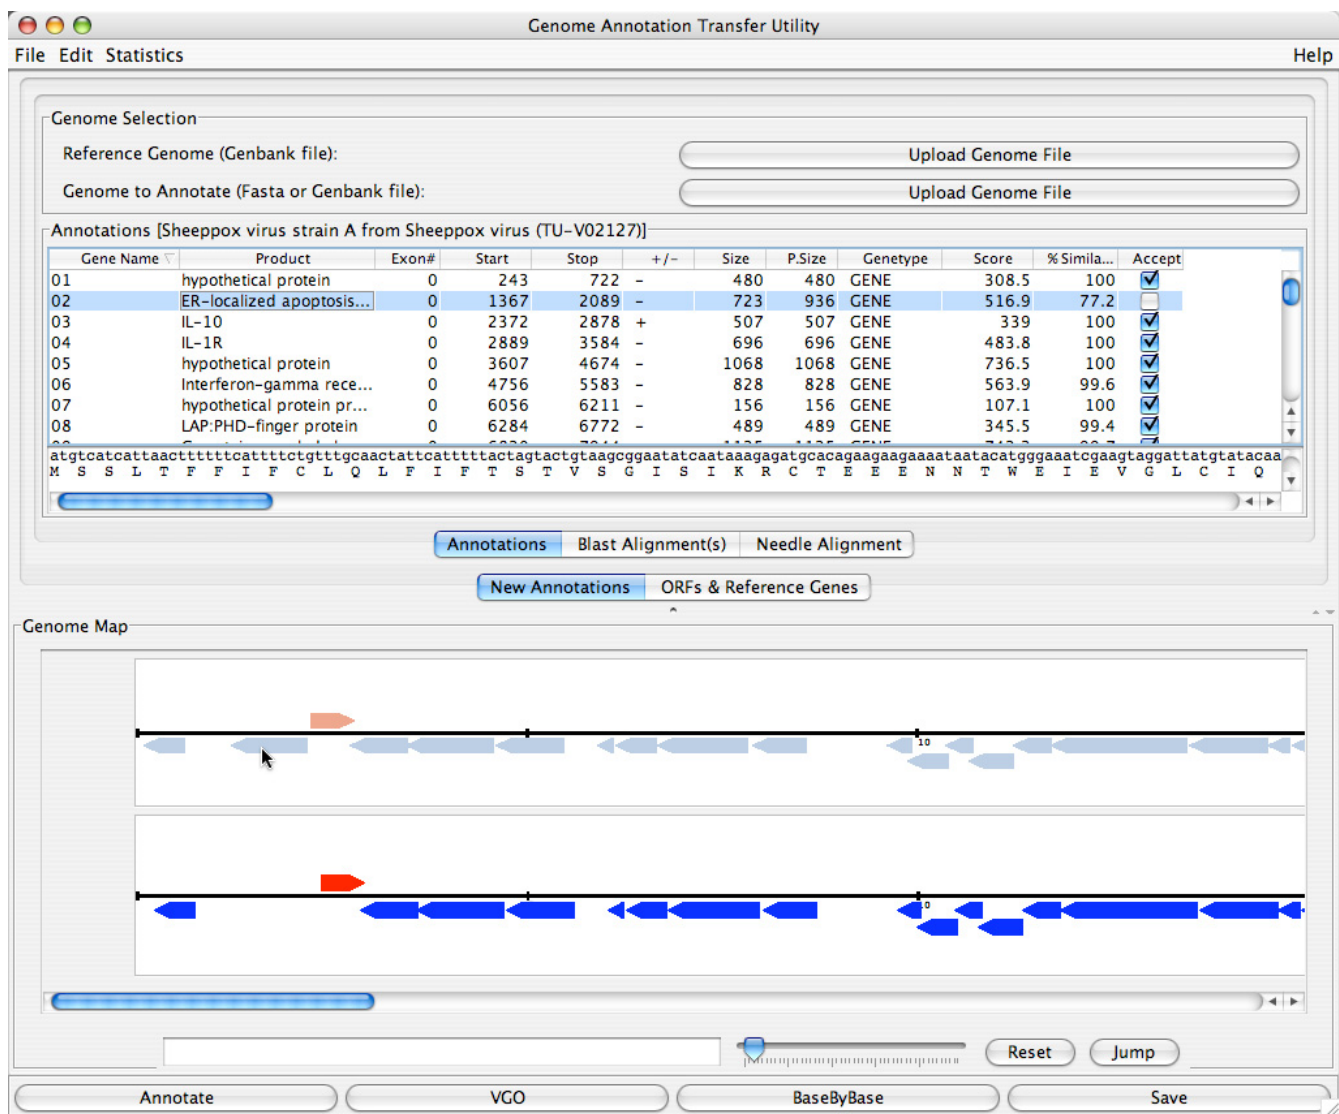 Genome Annotation Transfer Utility
File Edit Statistics Help
Genome Selection
Reference Genome (Genbank file): Upload Genome File
Genome to Annotate (Fasta or Genbank file): Upload Genome File
Annotations [Sheeppox virus strain A from Sheeppox virus (TU-V02127)]
Gene Name Product Exon# Start Stop +/- Size P.Size Genetype Score % Simila... Accept
01 hypothetical protein 0 243 722 - 480 480 GENE 308.5 100
02 ER-localized apoptosis... 0 1367 2089 - 723 936 GENE 516.9 77.2
03 IL-10 0 2372 2878 + 507 507 GENE 339 100
04 IL-1R 0 2889 3584 - 696 696 GENE 483.8 100
05 hypothetical protein 0 3607 4674 - 1068 1068 GENE 736.5 100
06 Interferon-gamma rece... 0 4756 5583 - 828 828 GENE 563.9 99.6
07 hypothetical protein pr... 0 6056 6211 - 156 156 GENE 107.1 100
08 LAP:PHD-finger protein 0 6284 6772 - 489 489 GENE 345.5 99.4
atgtcatcattaacttttttcattttctgtttgcaactattcatttttactagtactgtaagcggaatatcaataaagagatgcacagaagaagaaaataatacatgggaaatcgaagtaggattatgtatacaa
M S S L T F F I F C L Q L F I F T S T V S G I S I K R C T E E E N N T W E I E V G L C I Q
Annotations Blast Alignment(s) Needle Alignment
New Annotations ORFs & Reference Genes
Genome Map
10
Reset Jump
Annotate VGO BaseByBase Save